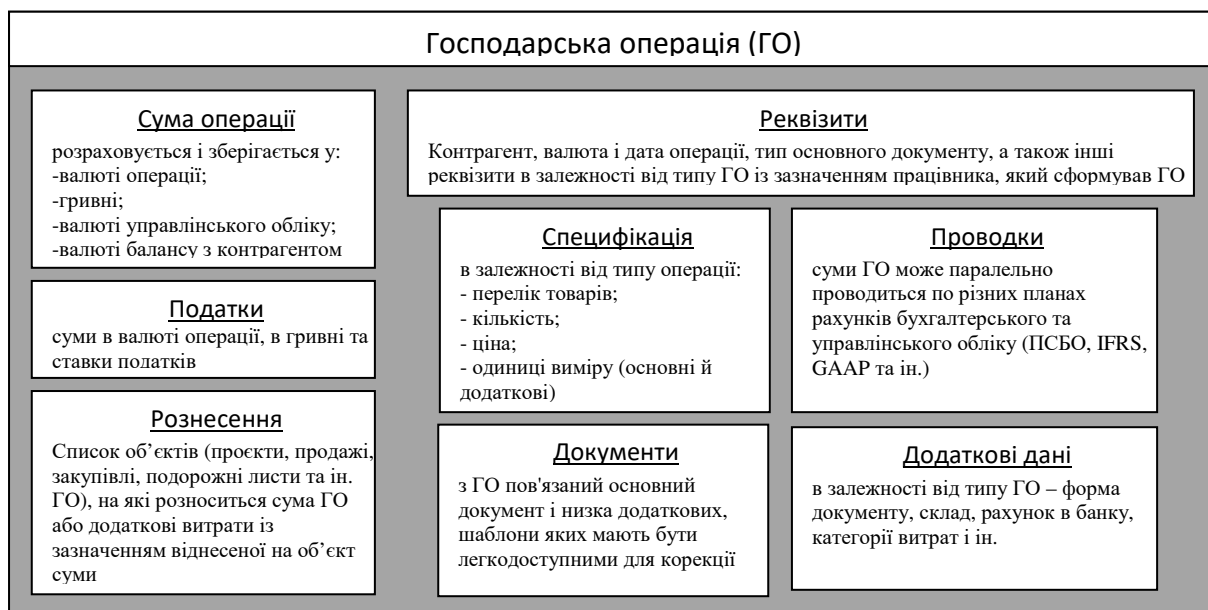 Господарська операція (ГО)
Сума операції
розраховується і зберігається у:
-валюті операції;
-гривні;
-валюті управлінського обліку;
-валюті балансу з контрагентом
Податки
суми в валюті операції, в гривні та
ставки податків
Рознесення
Список об’єктів (проєкти, продажі,
закупівлі, подорожні листи та ін.
ГО), на які розноситься сума ГО
або додаткові витрати із
зазначенням віднесеної на об’єкт
суми
Реквізити
Контрагент, валюта і дата операції, тип основного документу, а також інші
реквізити в залежності від типу ГО із зазначенням працівника, який сформував ГО
Специфікація
в залежності від типу операції:
- перелік товарів;
- кількість;
- ціна;
- одиниці виміру (основні й
додаткові)
Проводки
суми ГО може паралельно
проводиться по різних планах
рахунків бухгалтерського та
управлінського обліку (ПСБО, IFRS,
GAAP та ін.)
Документи
з ГО пов'язаний основний
документ і низка додаткових,
шаблони яких мають бути
легкодоступними для корекції
Додаткові дані
в залежності від типу ГО – форма
документу, склад, рахунок в банку,
категорії витрат і ін.